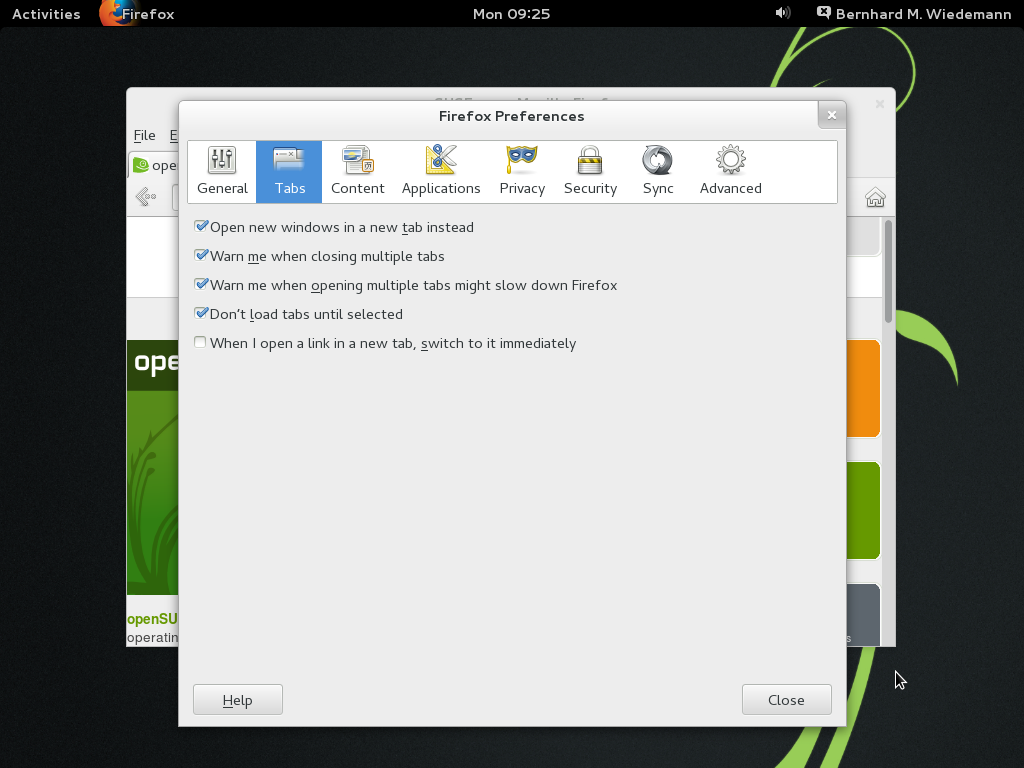 Activities Firefox Mon 09:25 Bernhard M. Wiedemann
Firefox Preferences
File
General Tabs Content Applications Privacy Security Sync Advanced
Open new windows in a new tab instead
Warn me when closing multiple tabs
Warn me when opening multiple tabs might slow down Firefox
Don't load tabs until selected
When I open a link in a new tab, switch to it immediately
openSU
operatin
Help Close